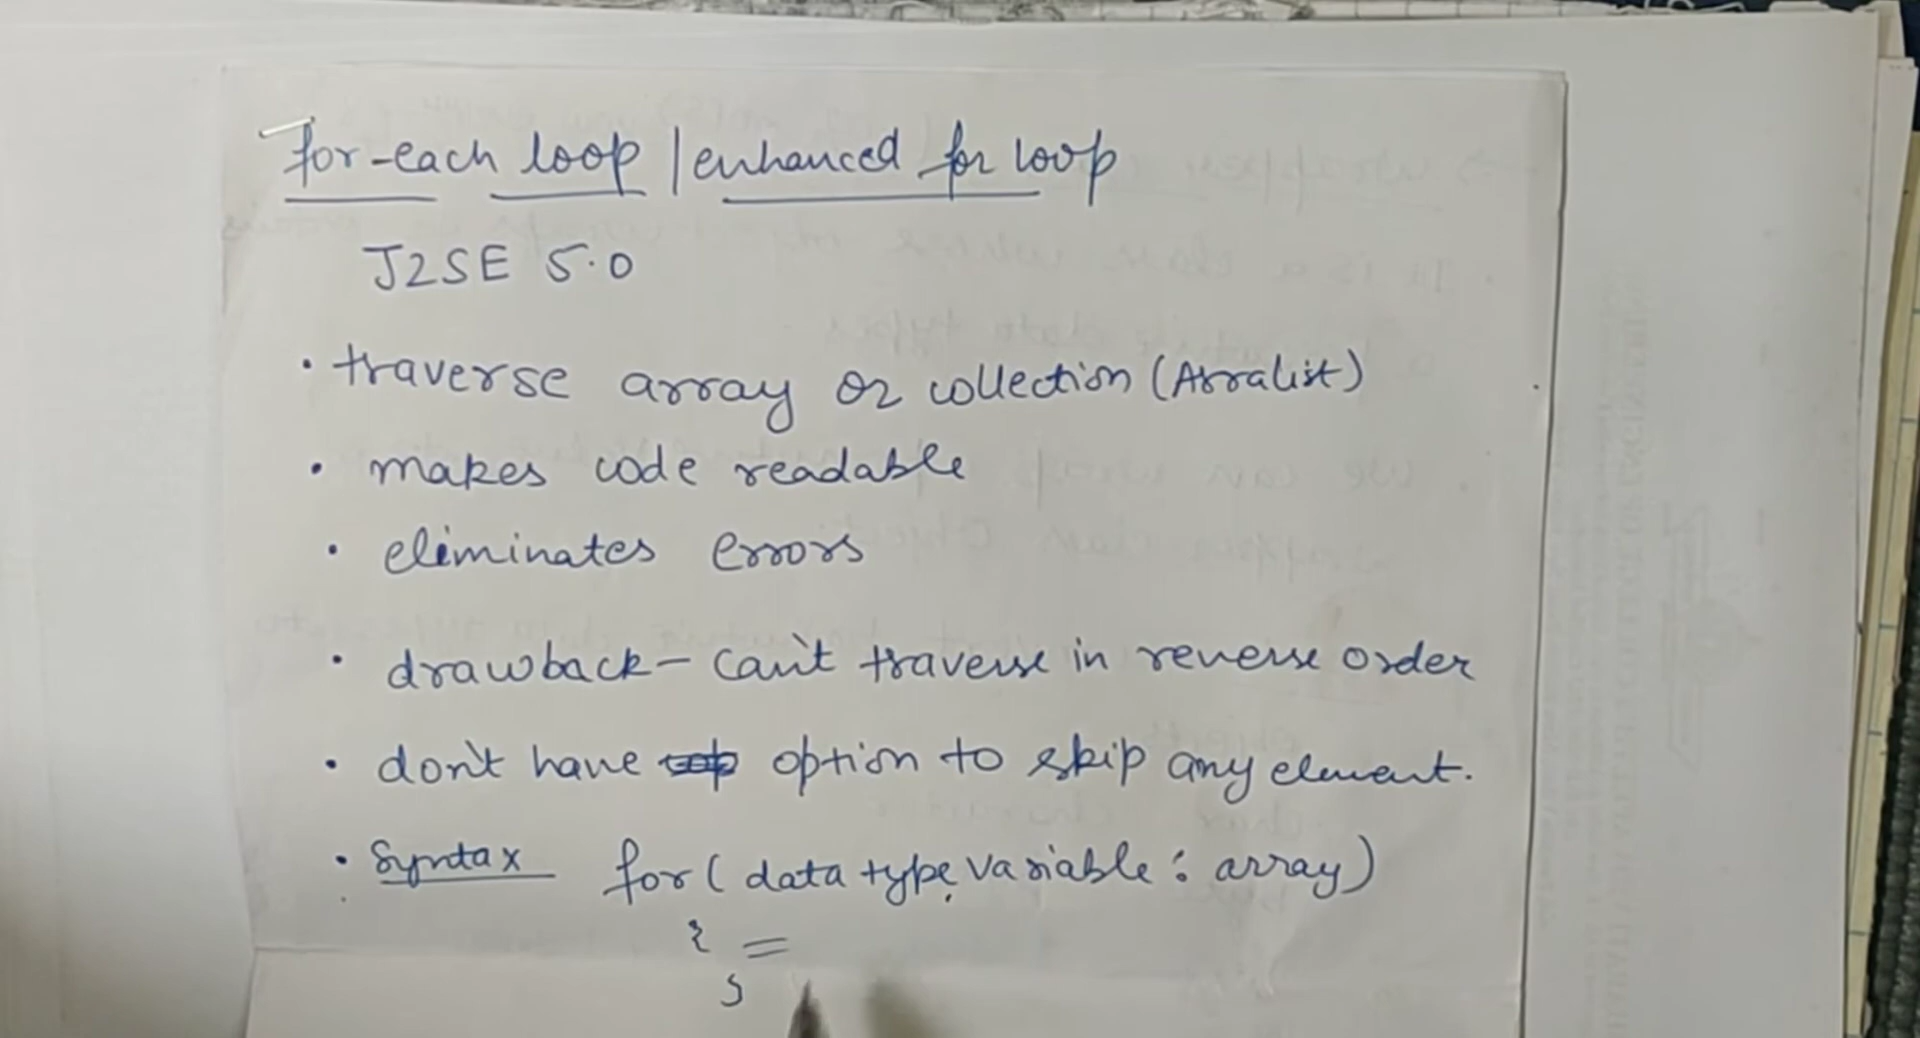 for-each loop | enhanced for loop
J2SE 5.0
• traverse array or collection (Arralist)
• makes code readable
• eliminates errors
• drawback - can't traverse in reverse order
• don't have option to skip any element.
• Syntax for( data type variable : array)
{ =
}